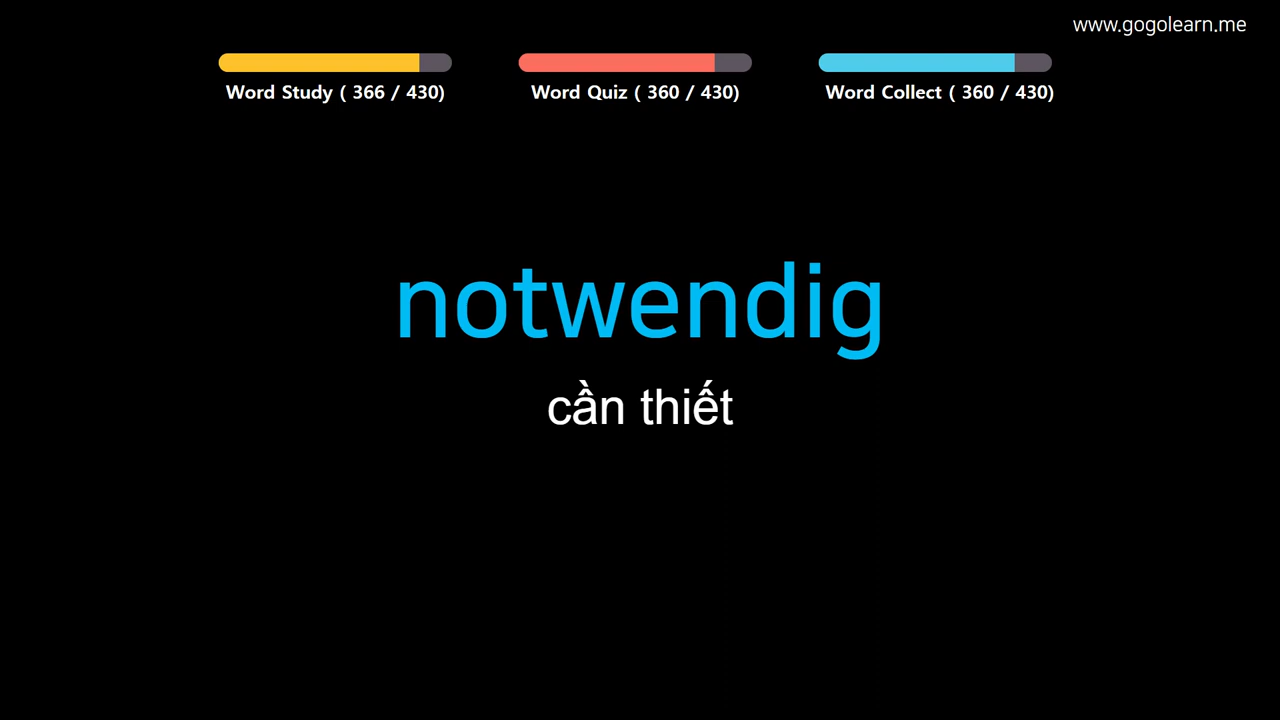 www.gogolearn.me
Word Study ( 366 / 430)
Word Quiz ( 360 / 430)
Word Collect ( 360 / 430)
notwendig
cần thiết